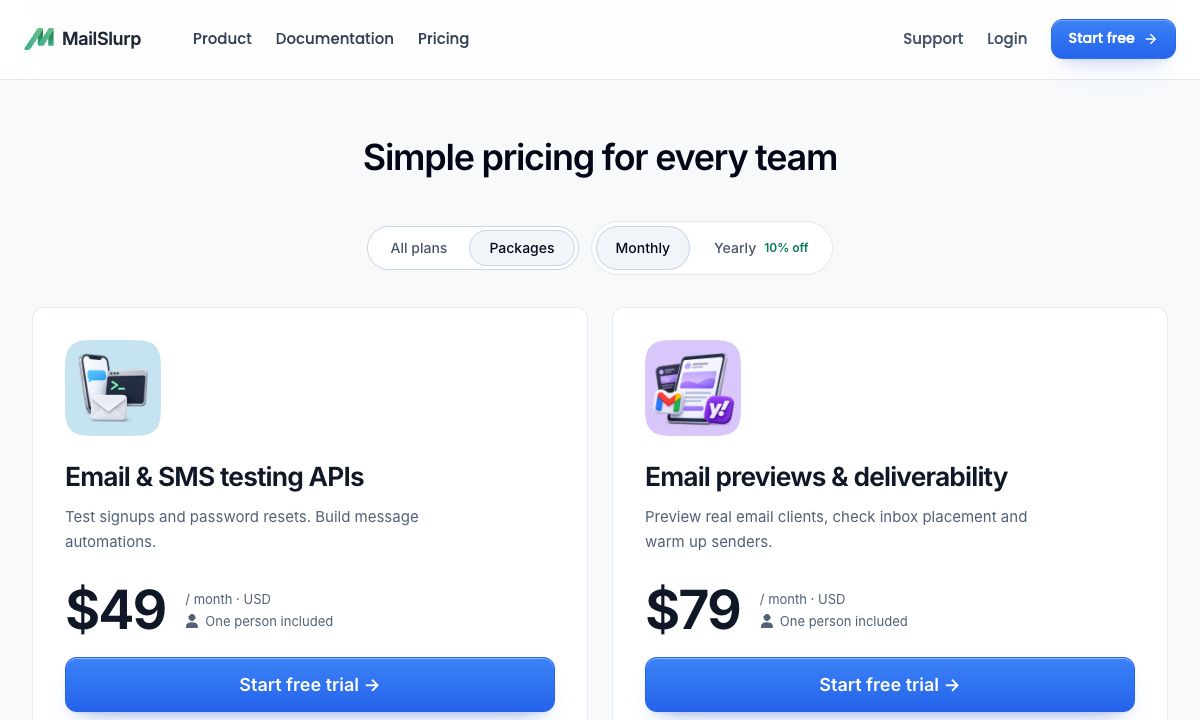 MailSlurp
Product
Documentation
Pricing
Support
Login
Start free →
Simple pricing for every team
All plans
Packages
Monthly
Yearly 10% off
>_
Email & SMS testing APIs
Test signups and password resets. Build message
automations.
$49
/ month · USD
One person included
Start free trial →
y!
Email previews & deliverability
Preview real email clients, check inbox placement and
warm up senders.
$79
/ month · USD
One person included
Start free trial →